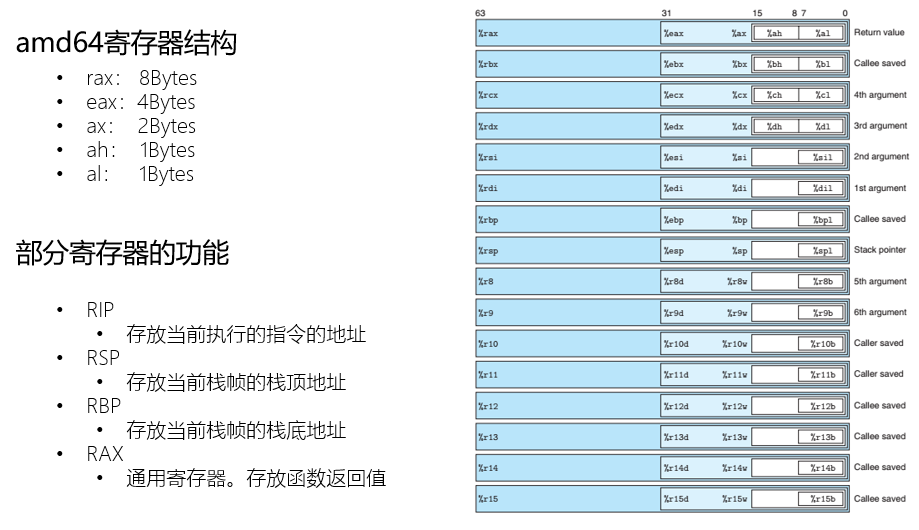 amd64寄存器结构
• rax： 8Bytes
• eax：4Bytes
• ax： 2Bytes
• ah： 1Bytes
• al： 1Bytes
部分寄存器的功能
• RIP
• 存放当前执行的指令的地址
• RSP
• 存放当前栈帧的栈顶地址
• RBP
• 存放当前栈帧的栈底地址
• RAX
• 通用寄存器。存放函数返回值
63 31 15 8 7 0
%rax %eax %ax %ah %al Return value
%rbx %ebx %bx %bh %bl Callee saved
%rcx %ecx %cx %ch %cl 4th argument
%rdx %edx %dx %dh %dl 3rd argument
%rsi %esi %si %sil 2nd argument
%rdi %edi %di %dil 1st argument
%rbp %ebp %bp %bpl Callee saved
%rsp %esp %sp %spl Stack pointer
%r8 %r8d %r8w %r8b 5th argument
%r9 %r9d %r9w %r9b 6th argument
%r10 %r10d %r10w %r10b Caller saved
%r11 %r11d %r11w %r11b Caller saved
%r12 %r12d %r12w %r12b Callee saved
%r13 %r13d %r13w %r13b Callee saved
%r14 %r14d %r14w %r14b Callee saved
%r15 %r15d %r15w %r15b Callee saved